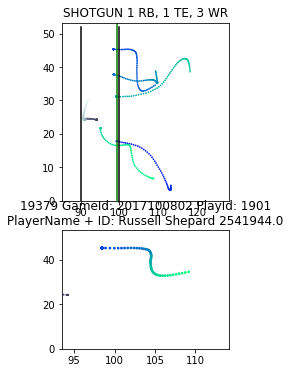 SHOTGUN 1 RB, 1 TE, 3 WR
50
40
30
20
10
0
90 100 110 120
19379 GameId: 2017100802 PlayId: 1901
PlayerName + ID: Russell Shepard 2541944.0
40
20
0
95 100 105 110